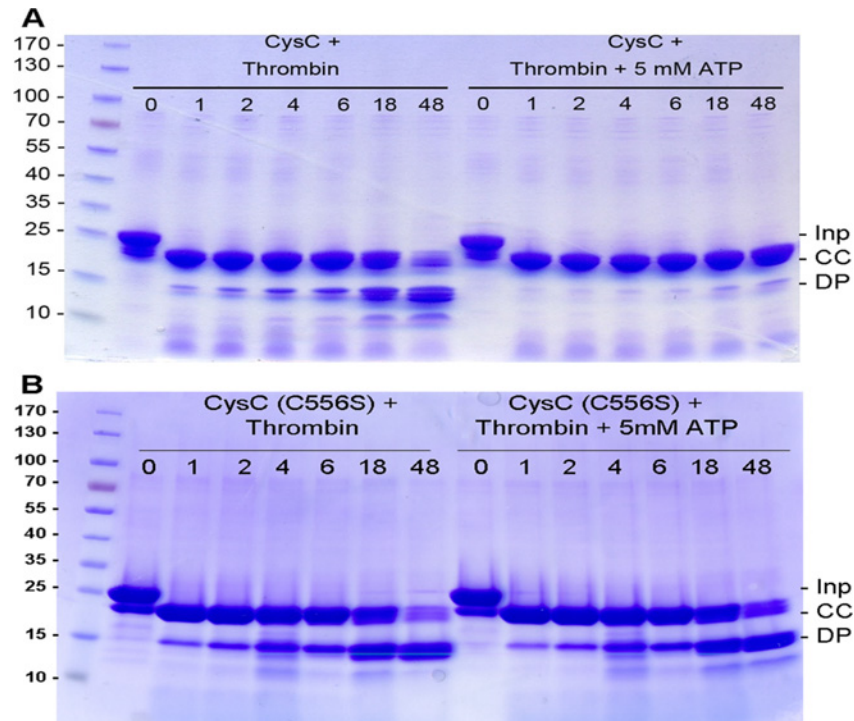 A
CysC +
Thrombin
CysC +
Thrombin + 5 mM ATP
0 1 2 4 6 18 48 0 1 2 4 6 18 48
170 -
130 -
100 -
70 -
55 -
40 -
35 -
25 -
15 -
10 -
- Inp
- CC
- DP
B
CysC (C556S) +
Thrombin
CysC (C556S) +
Thrombin + 5mM ATP
0 1 2 4 6 18 48 0 1 2 4 6 18 48
170 -
130 -
100 -
70 -
55 -
40 -
35 -
25 -
15 -
10 -
- Inp
- CC
- DP